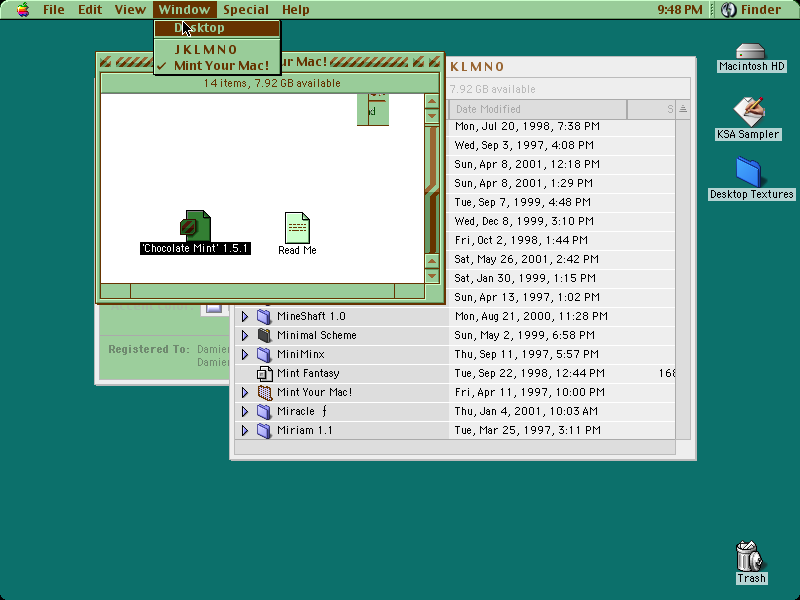 File Edit View Window Special Help 9:48 PM Finder
Desktop
J K L M N O
✓ Mint Your Mac!
ur Mac!
14 items, 7.92 GB available
'Chocolate Mint' 1.5.1
Read Me
K L M N O
7.92 GB available
Date Modified S
Mon, Jul 20, 1998, 7:38 PM
Wed, Sep 3, 1997, 4:08 PM
Sun, Apr 8, 2001, 12:18 PM
Sun, Apr 8, 2001, 1:29 PM
Tue, Sep 7, 1999, 4:48 PM
Wed, Dec 8, 1999, 3:10 PM
Fri, Oct 2, 1998, 1:44 PM
Sat, May 26, 2001, 2:42 PM
Sat, Jan 30, 1999, 1:15 PM
Sun, Apr 13, 1997, 1:02 PM
MineShaft 1.0 Mon, Aug 21, 2000, 11:28 PM
Minimal Scheme Sun, May 2, 1999, 6:58 PM
MiniMinx Thu, Sep 11, 1997, 5:57 PM
Mint Fantasy Tue, Sep 22, 1998, 12:44 PM 168
Mint Your Mac! Fri, Apr 11, 1997, 10:00 PM
Miracle ƒ Thu, Jan 4, 2001, 10:03 AM
Miriam 1.1 Tue, Mar 25, 1997, 3:11 PM
Registered To: Damien
Damien
Macintosh HD
KSA Sampler
Desktop Textures
Trash